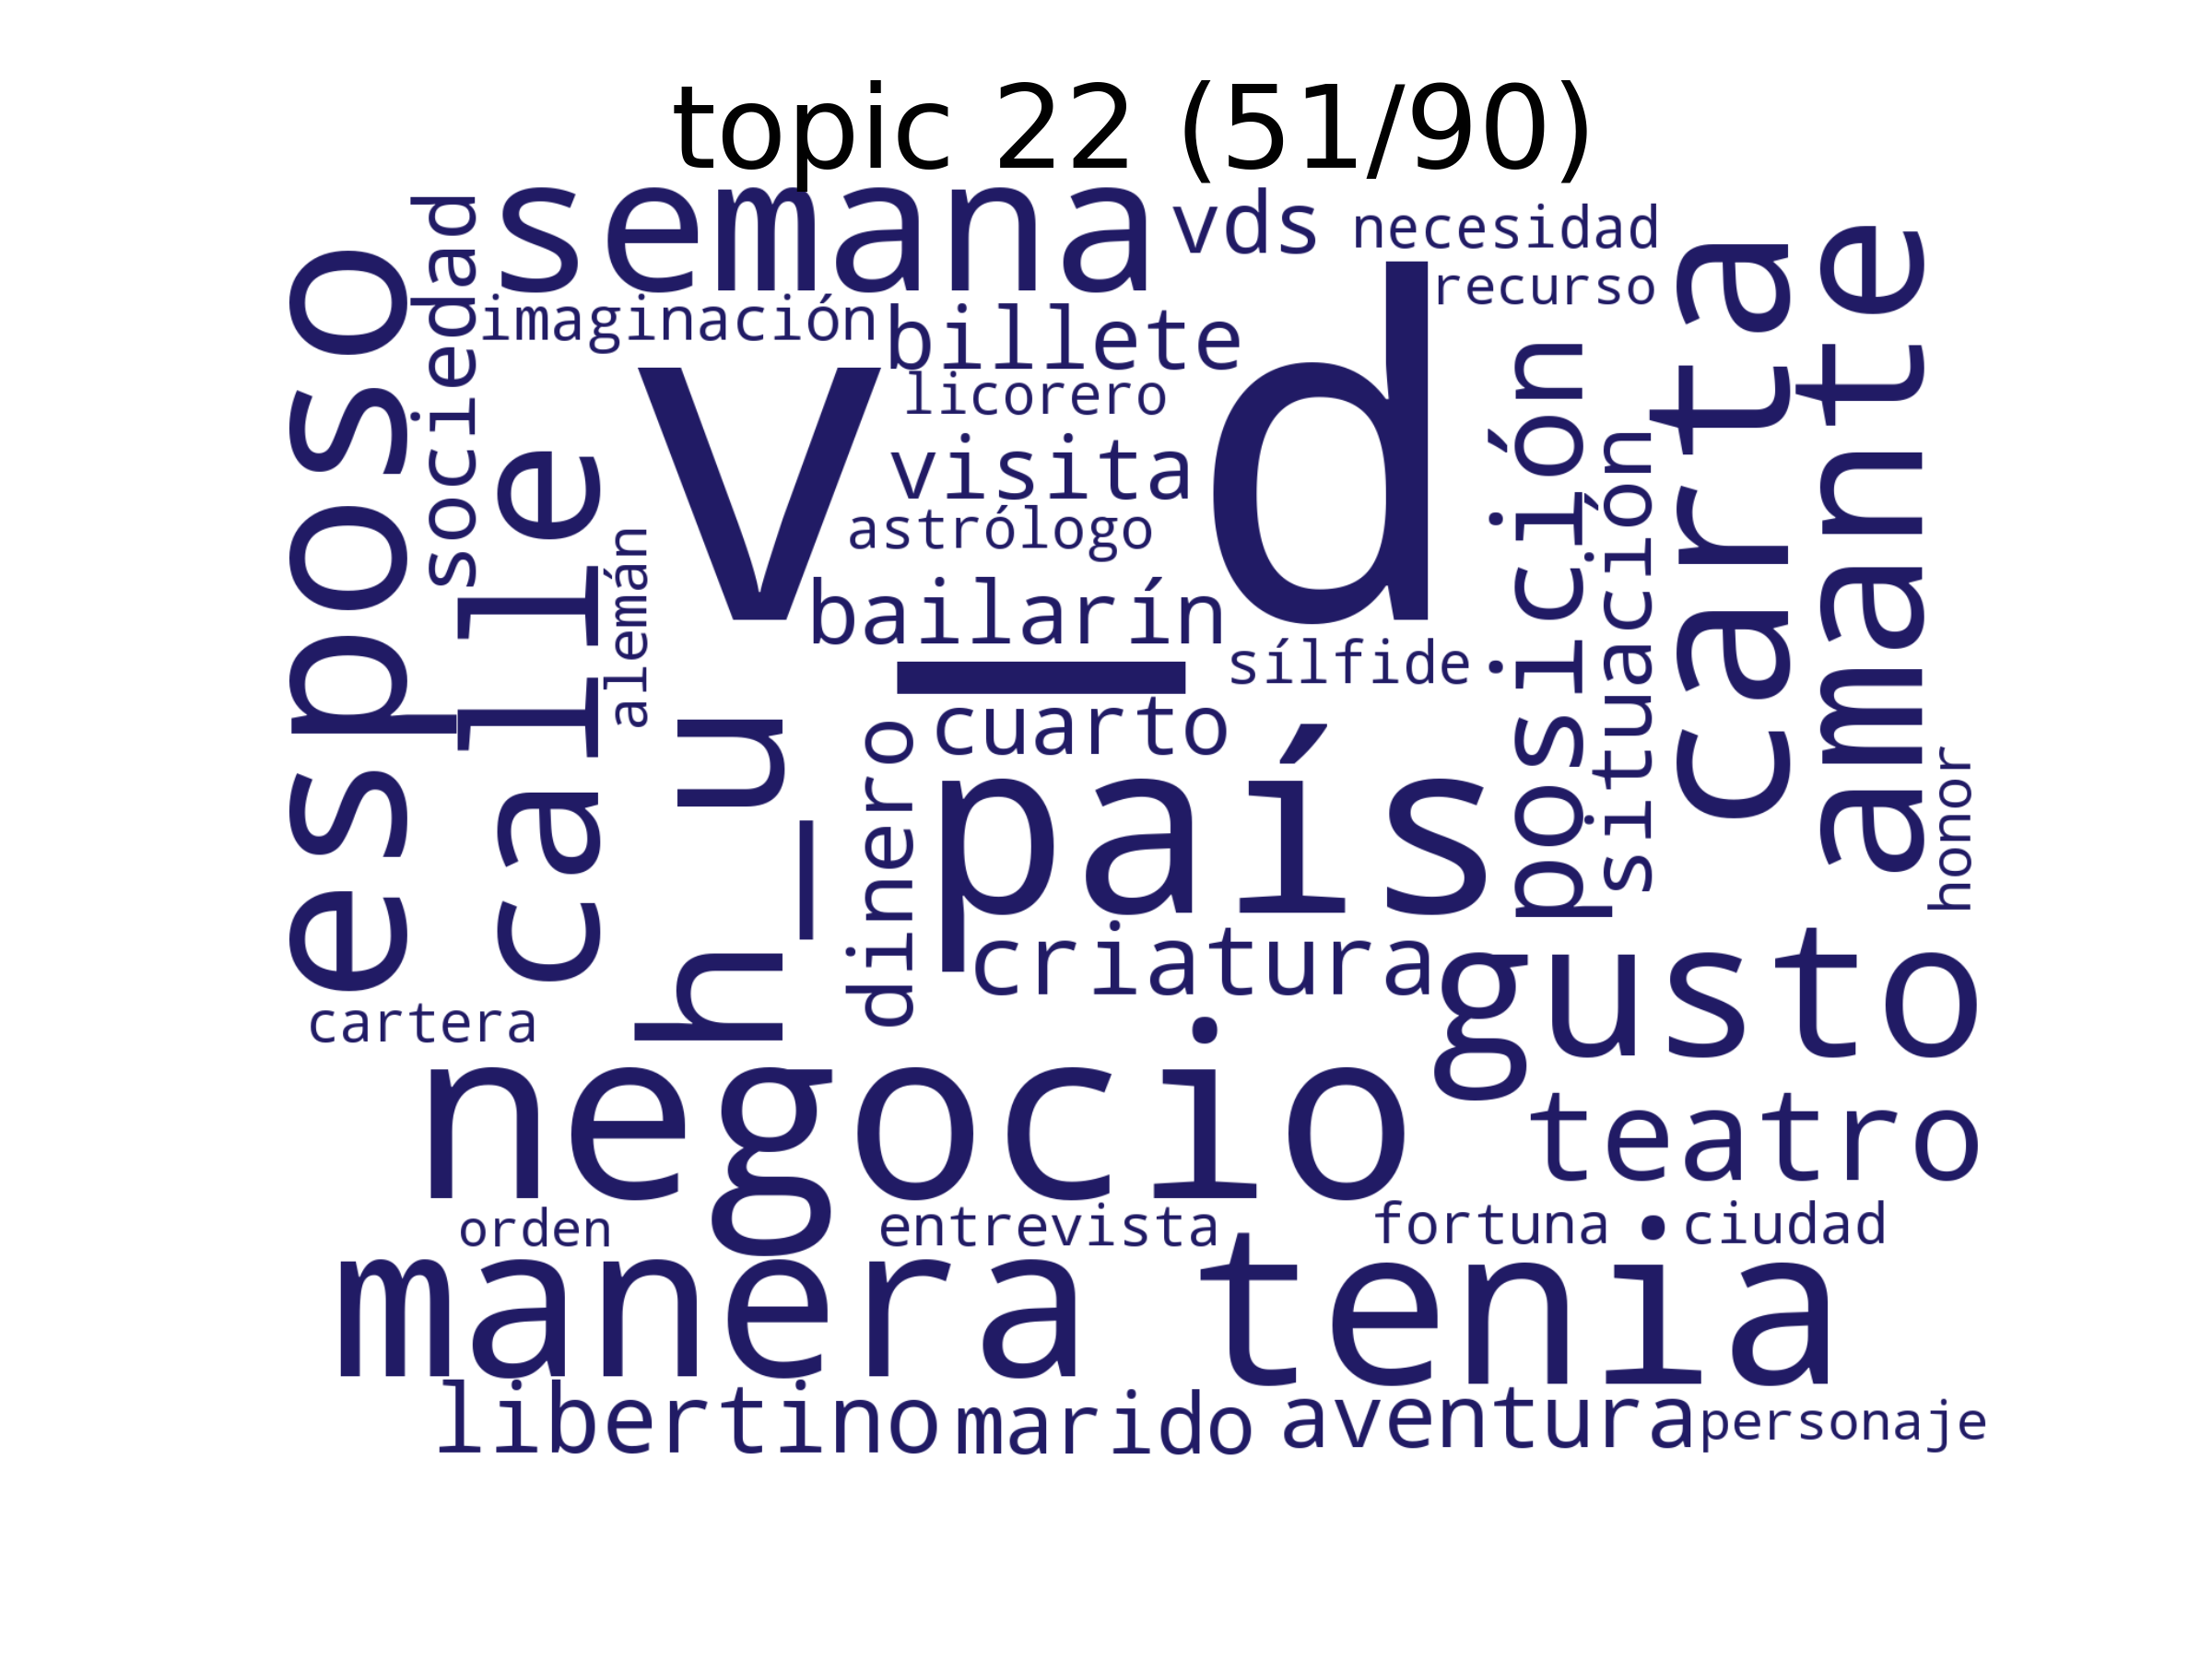 topic 22 (51/90)
semana
vds
necesidad
recurso
esposo
sociedad
imaginación
billete
licorero
v_d
visita
astrólogo
bailarín
sílfide
calle
alemán
posición
situación
carta
amante
honor
h_u
dinero
cuarto
país
criatura
gusto
cartera
negocio
teatro
orden
entrevista
fortuna
ciudad
manera
tenia
libertino
marido
aventura
personaje